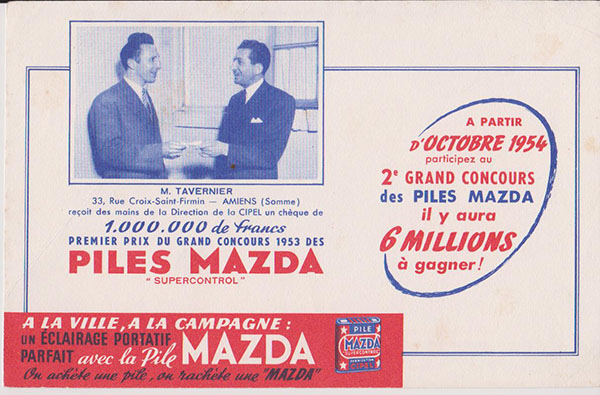 M. TAVERNIER
33, Rue Croix-Saint-Firmin — AMIENS (Somme)
reçoit des mains de la Direction de la CIPEL un chèque de
1.000.000 de francs
PREMIER PRIX DU GRAND CONCOURS 1953 DES
PILES MAZDA
"SUPERCONTROL"
A PARTIR
D'OCTOBRE 1954
participez au
2e GRAND CONCOURS
des PILES MAZDA
il y aura
6 MILLIONS
à gagner !
A LA VILLE, A LA CAMPAGNE :
UN ÉCLAIRAGE PORTATIF
PARFAIT avec la Pile MAZDA
On achète une pile, on rachète une "MAZDA"
PILE
MAZDA
SUPERCONTROL
CIPEL